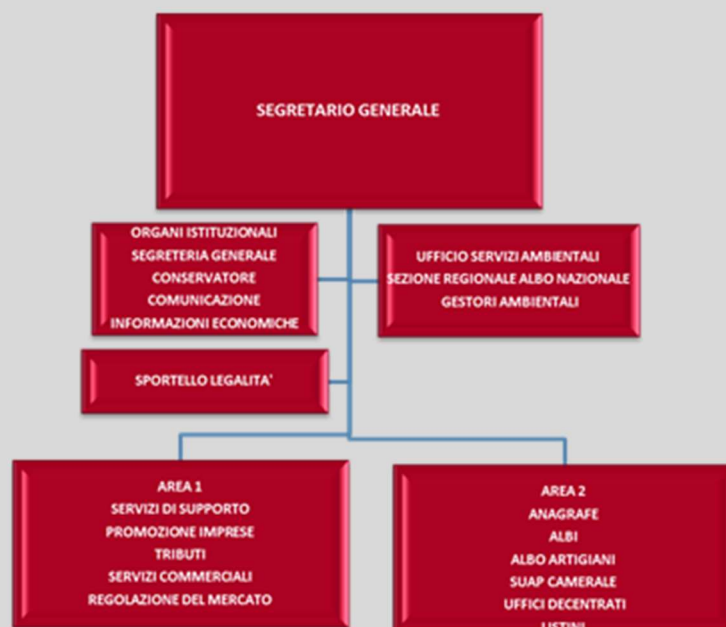 SEGRETARIO GENERALE
ORGANI ISTITUZIONALI
SEGRETERIA GENERALE
CONSERVATORE
COMUNICAZIONE
INFORMAZIONI ECONOMICHE
UFFICIO SERVIZI AMBIENTALI
SEZIONE REGIONALE ALBO NAZIONALE
GESTORI AMBIENTALI
SPORTELLO LEGALITA'
AREA 1
SERVIZI DI SUPPORTO
PROMOZIONE IMPRESE
TRIBUTI
SERVIZI COMMERCIALI
REGOLAZIONE DEL MERCATO
AREA 2
ANAGRAFE
ALBI
ALBO ARTIGIANI
SUAP CAMERALE
UFFICI DECENTRATI
LISTINI